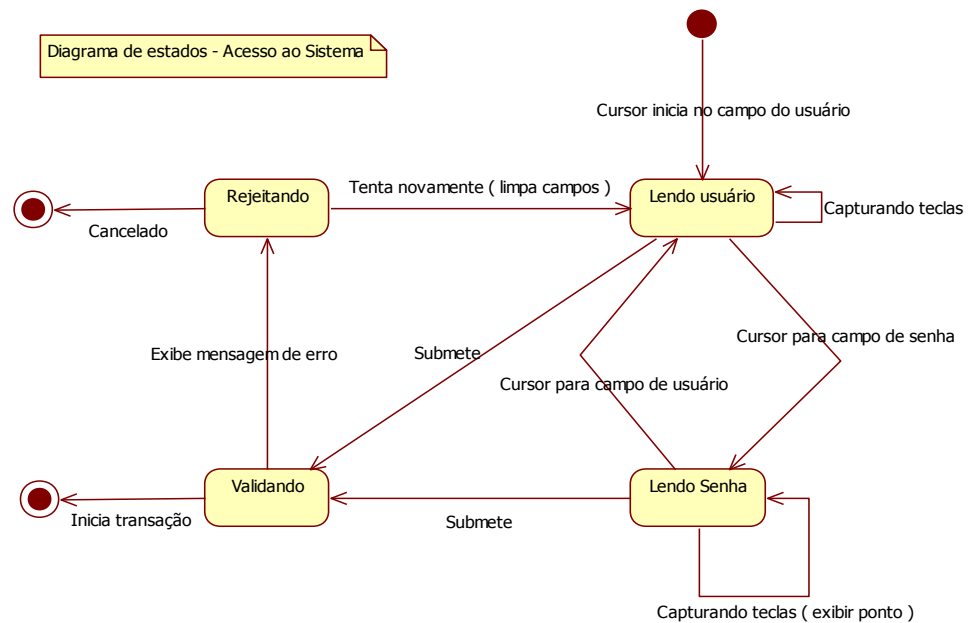 Diagrama de estados - Acesso ao Sistema
Cursor inicia no campo do usuário
Rejeitando
Tenta novamente ( limpa campos )
Lendo usuário
Capturando teclas
Cancelado
Cursor para campo de senha
Exibe mensagem de erro
Submete
Cursor para campo de usuário
Validando
Lendo Senha
Inicia transação
Submete
Capturando teclas ( exibir ponto )